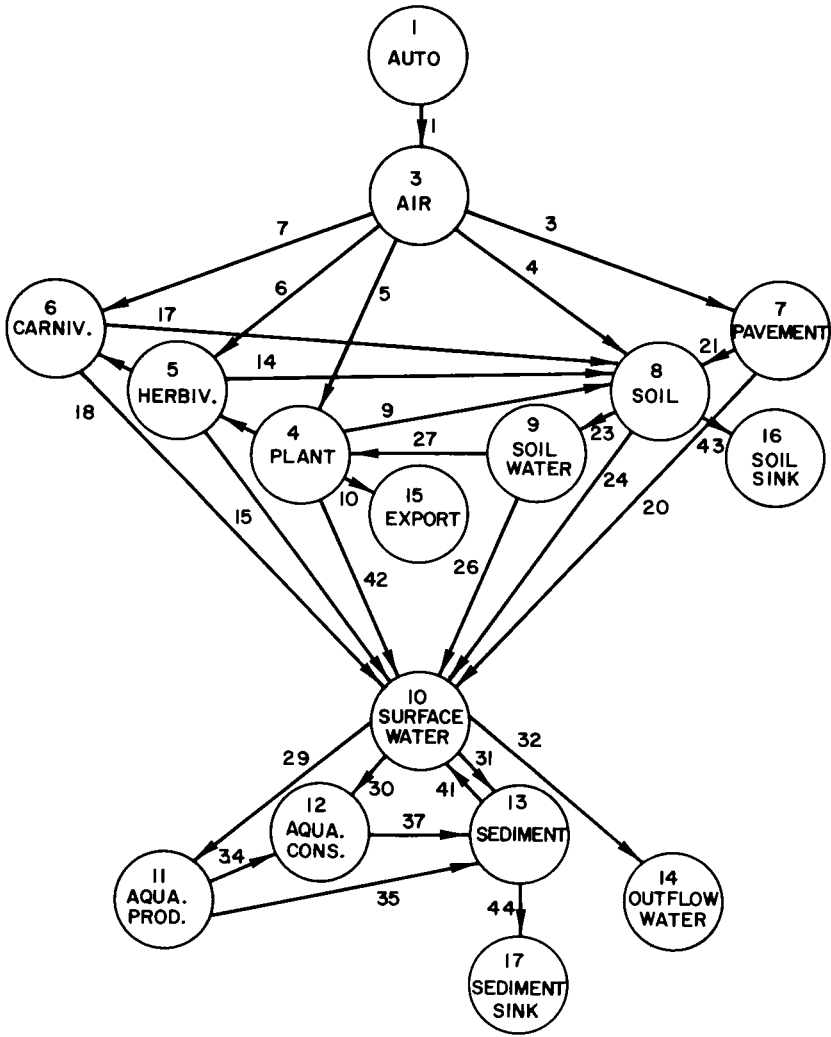 1
AUTO
1
3
AIR
7
3
6
4
5
6
CARNIV.
17
7
PAVEMENT
21
5
HERBIV.
14
8
SOIL
18
9
4
PLANT
27
9
SOIL
WATER
23
43
16
SOIL
SINK
10
15
EXPORT
24
15
20
42
26
10
SURFACE
WATER
32
29
31
30
41
12
AQUA.
CONS.
37
13
SEDIMENT
34
11
AQUA.
PROD.
35
14
OUTFLOW
WATER
44
17
SEDIMENT
SINK